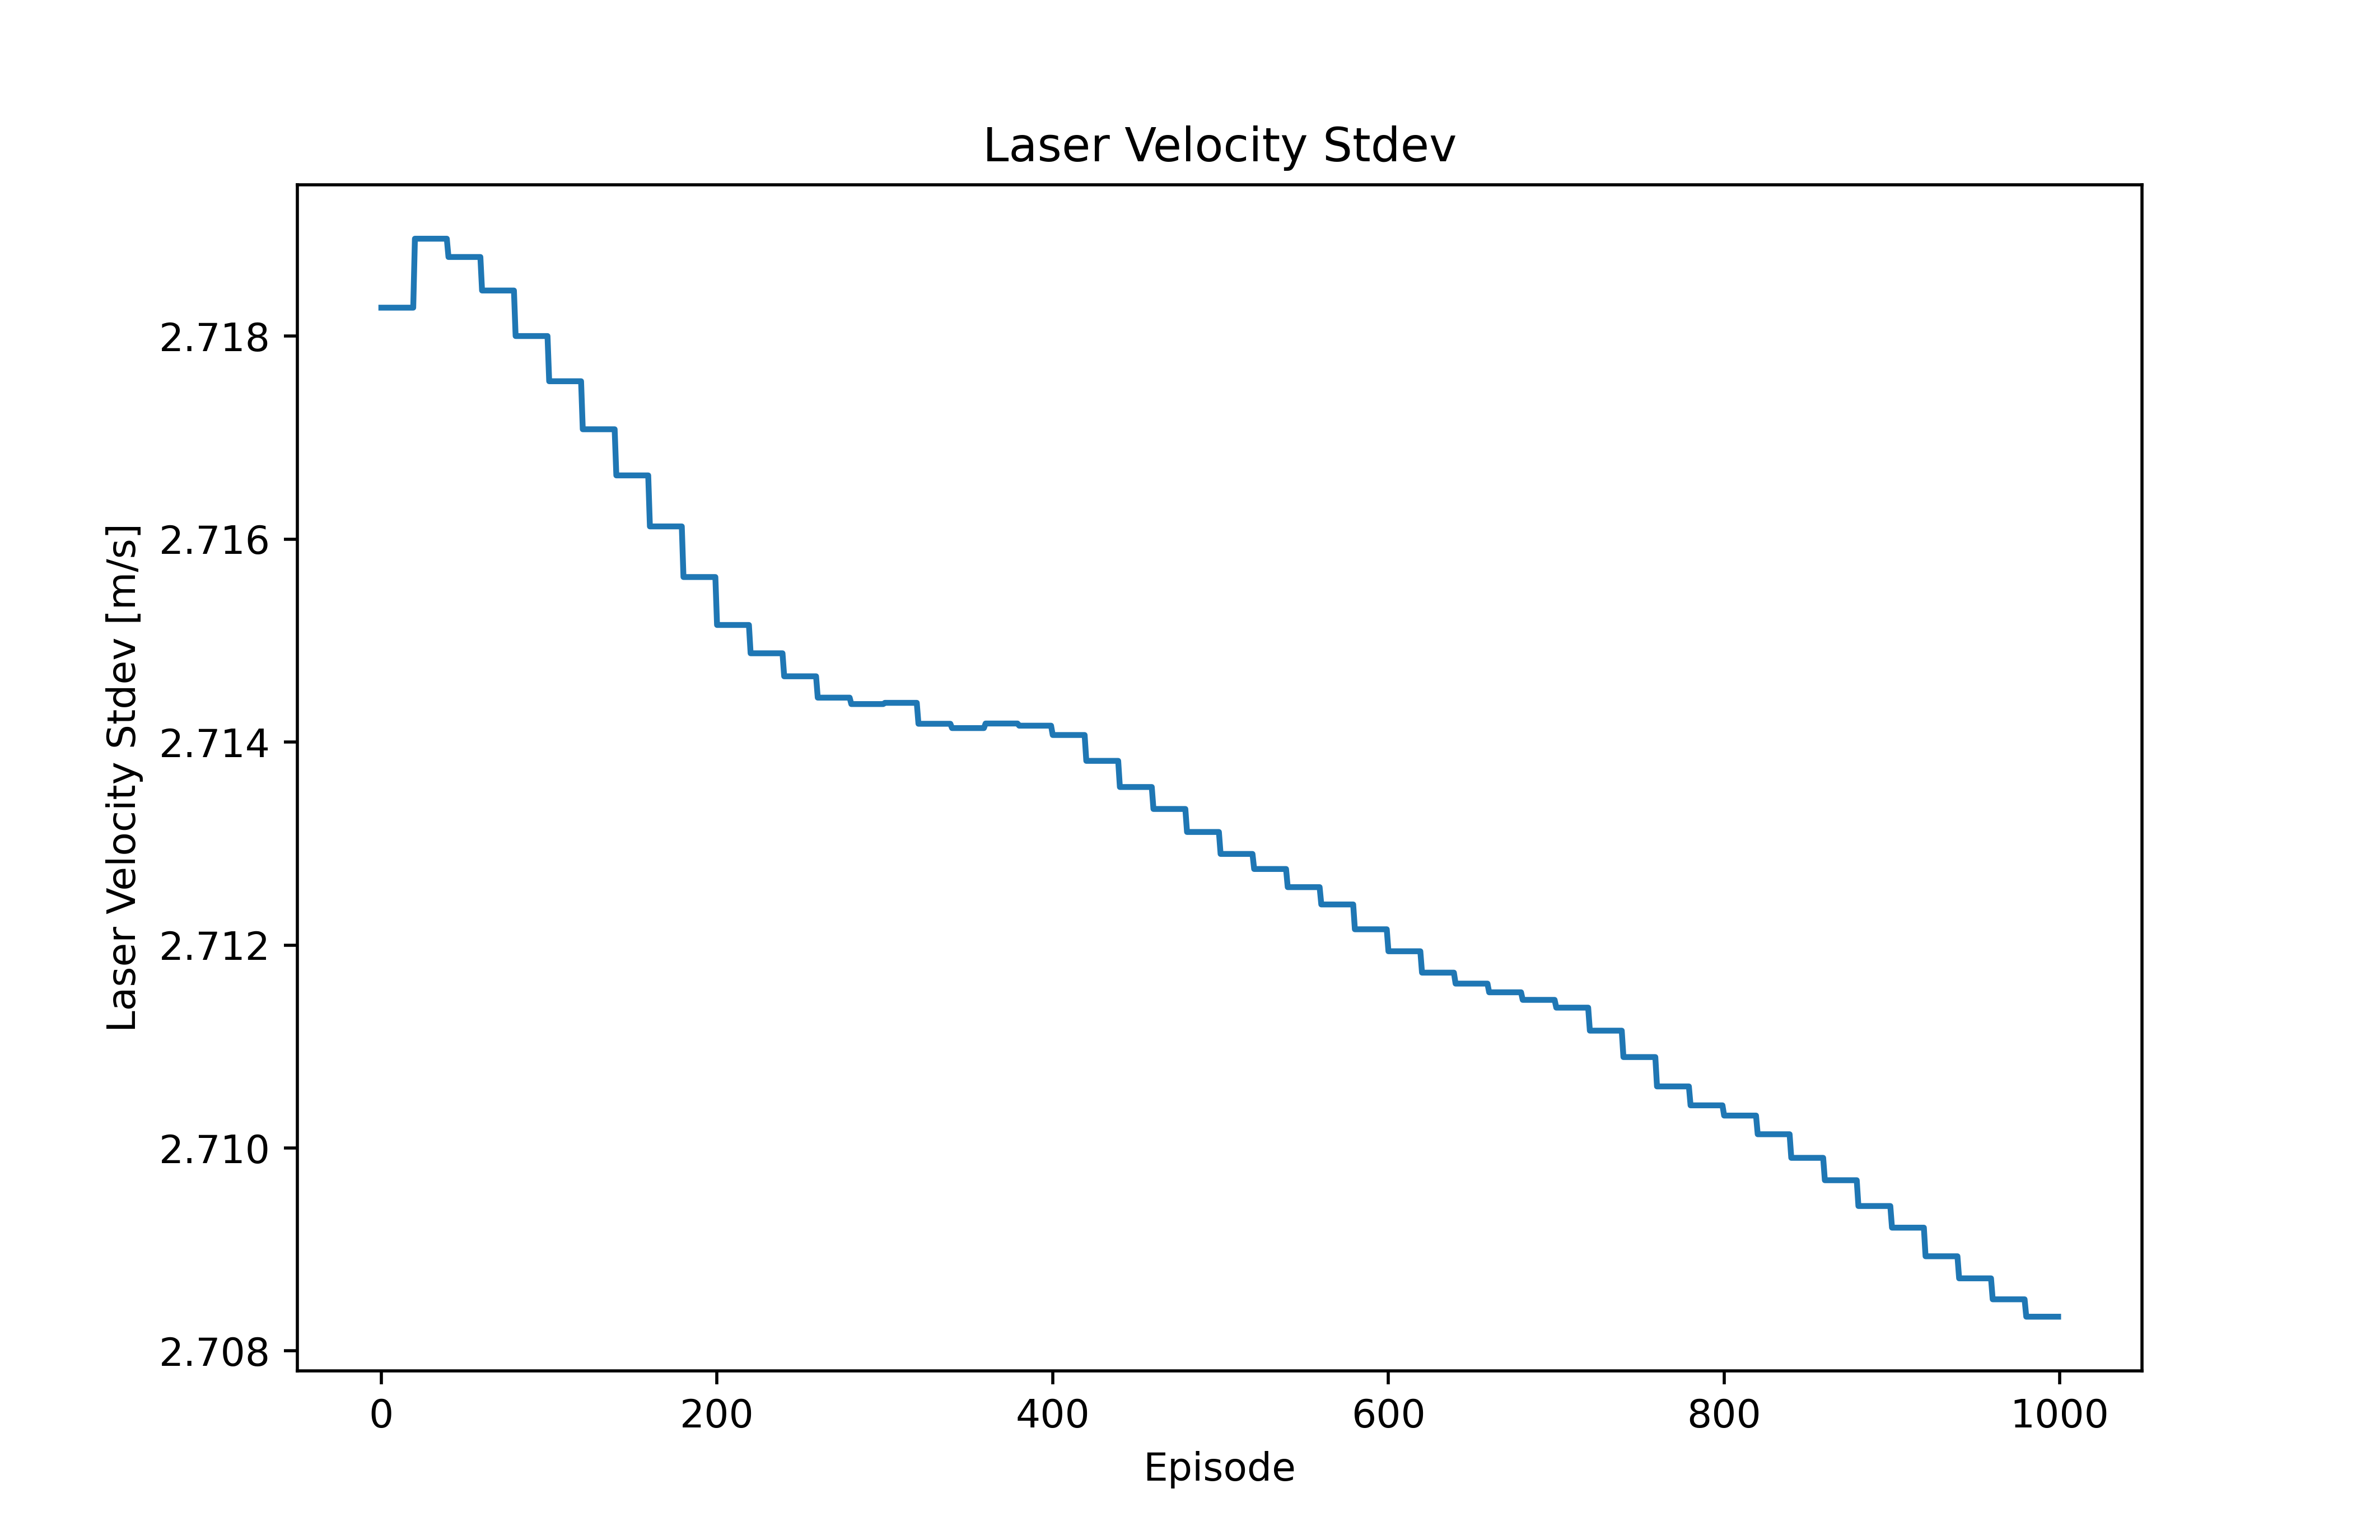 Laser Velocity Stdev
Laser Velocity Stdev [m/s]
2.718
2.716
2.714
2.712
2.710
2.708
0 200 400 600 800 1000
Episode